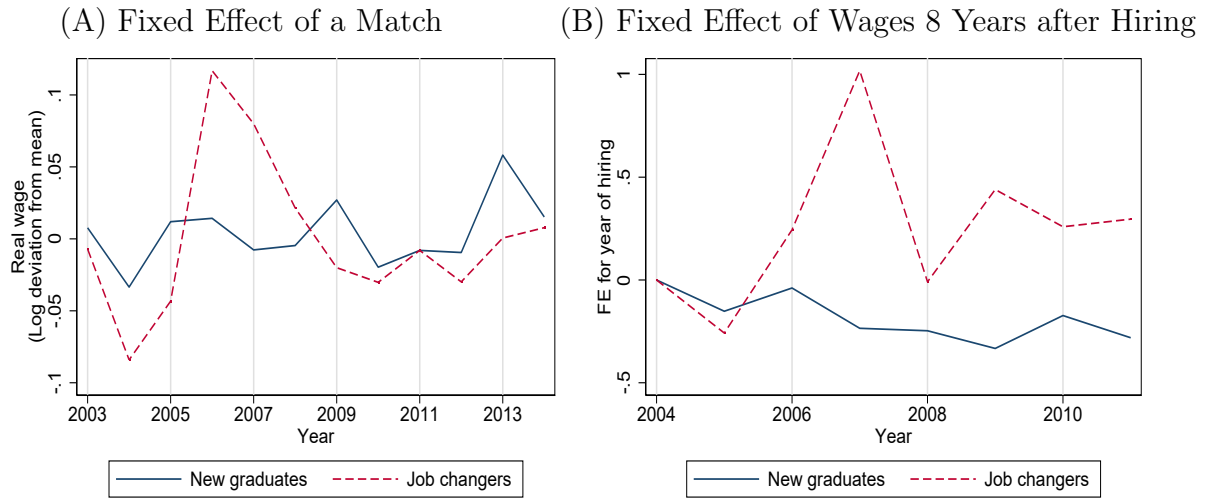 (A) Fixed Effect of a Match
Real wage
(Log deviation from mean)
.1
.05
0
-.05
-.1
2003 2005 2007 2009 2011 2013
Year
New graduates Job changers
(B) Fixed Effect of Wages 8 Years after Hiring
FE for year of hiring
1
.5
0
-.5
2004 2006 2008 2010
Year
New graduates Job changers